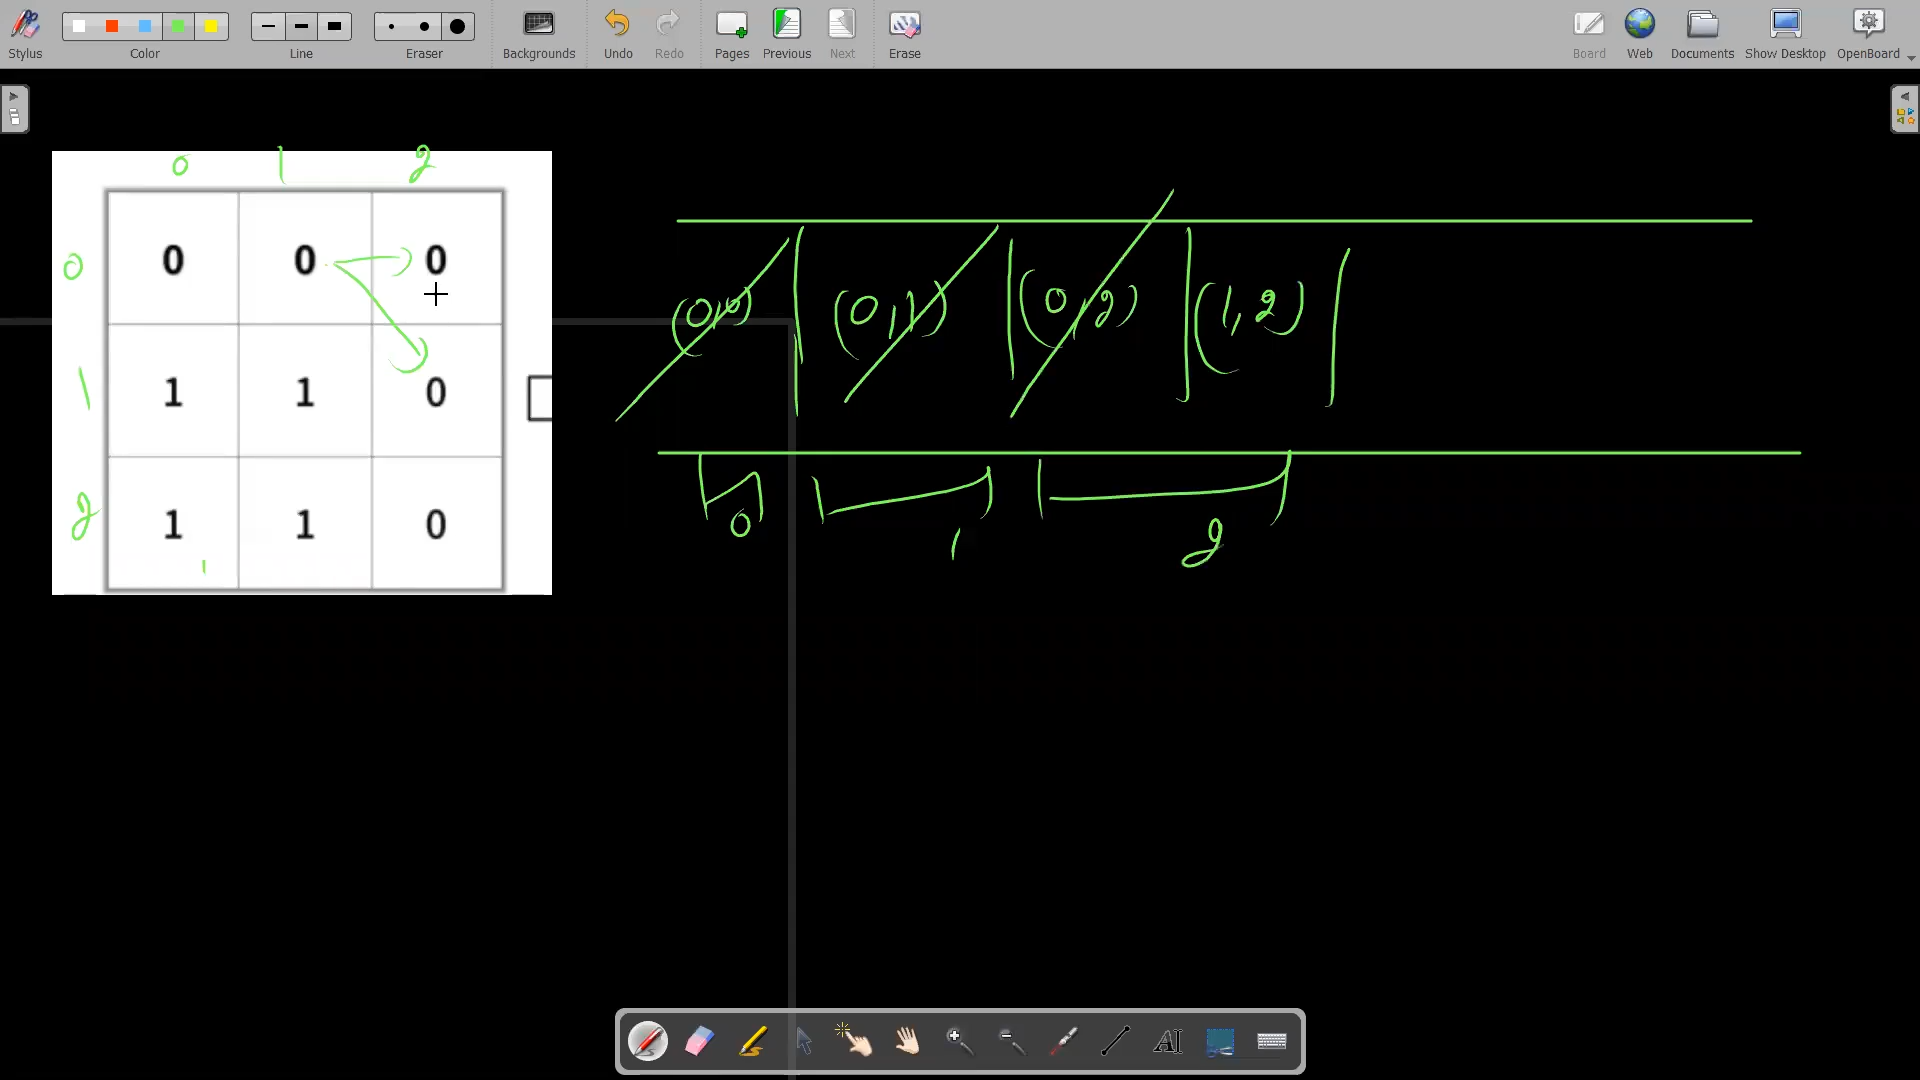 Stylus Color Line Eraser Backgrounds Undo Redo Pages Previous Next Erase Board Web Documents Show Desktop OpenBoard
0 1 2
0 0 0 0
1 1 1 0
2 1 1 0
(0,0) (0,1) (0,2) (1,2)
0 1 2
AI